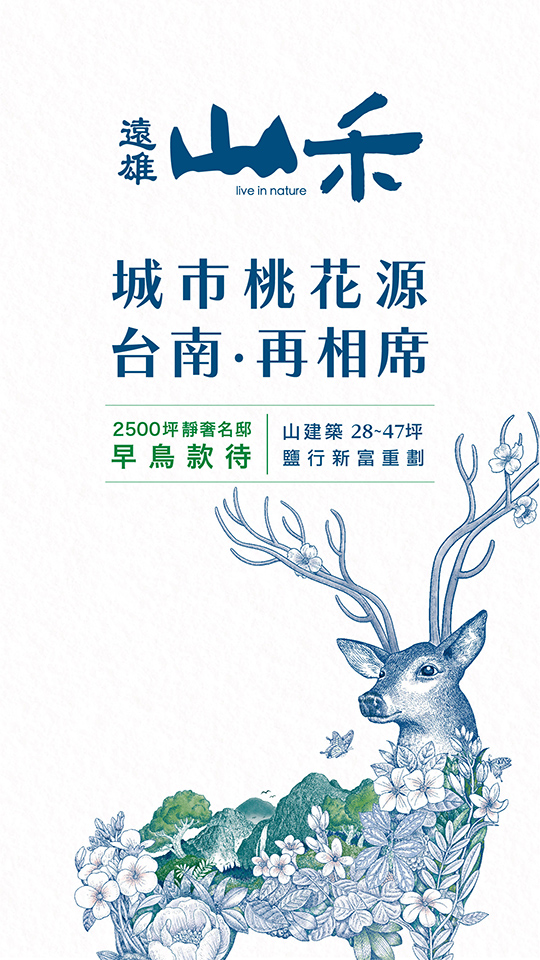 遠雄 山禾
live in nature
城市桃花源
台南·再相席
2500坪靜奢名邸
早鳥款待
山建築 28~47坪
鹽行新富重劃